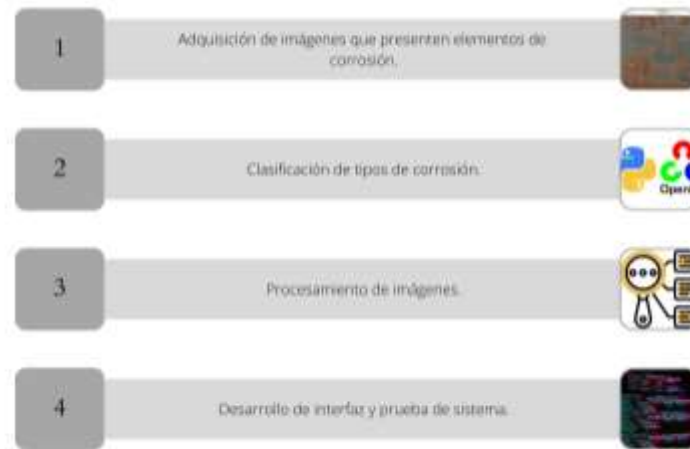 1
Adquisición de imágenes que presenten elementos de
corrosión.
2
Clasificación de tipos de corrosión.
Open
3
Procesamiento de imágenes.
4
Desarrollo de interfaz y prueba de sistema.